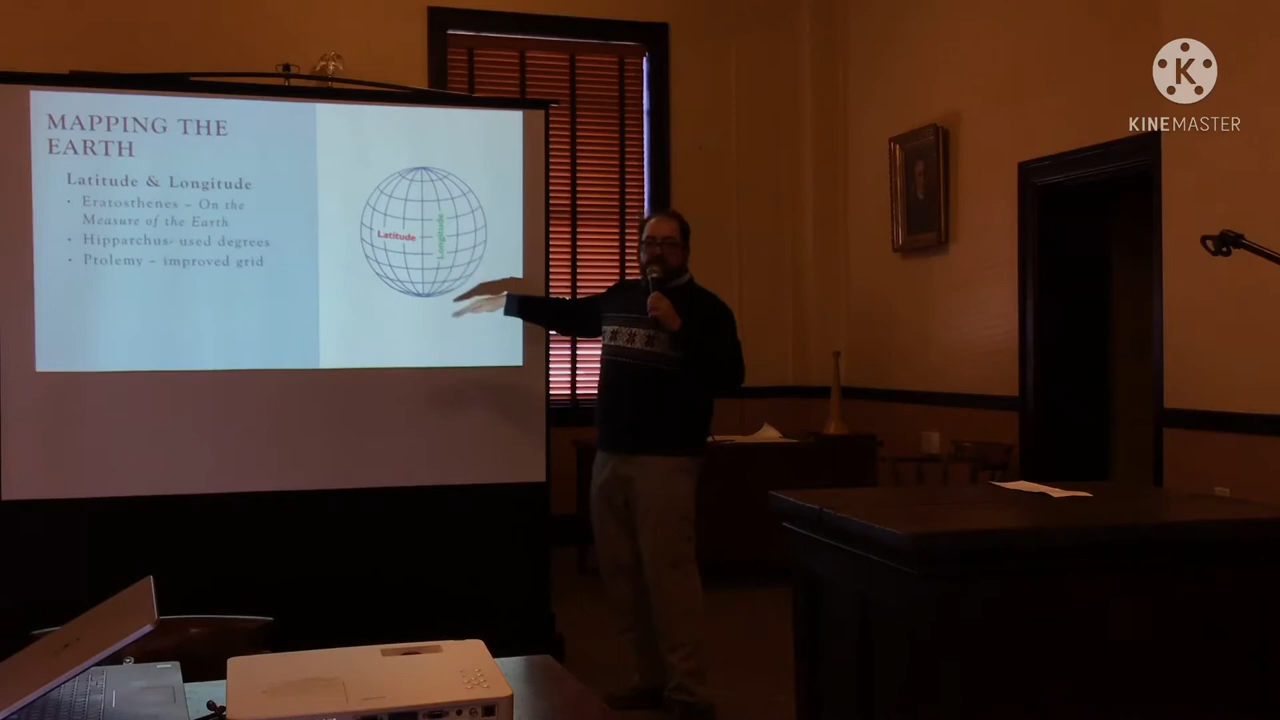 MAPPING THE
EARTH
Latitude & Longitude
• Eratosthenes – On the
Measure of the Earth
• Hipparchus- used degrees
• Ptolemy – improved grid
Latitude
Longitude
K
KINEMASTER